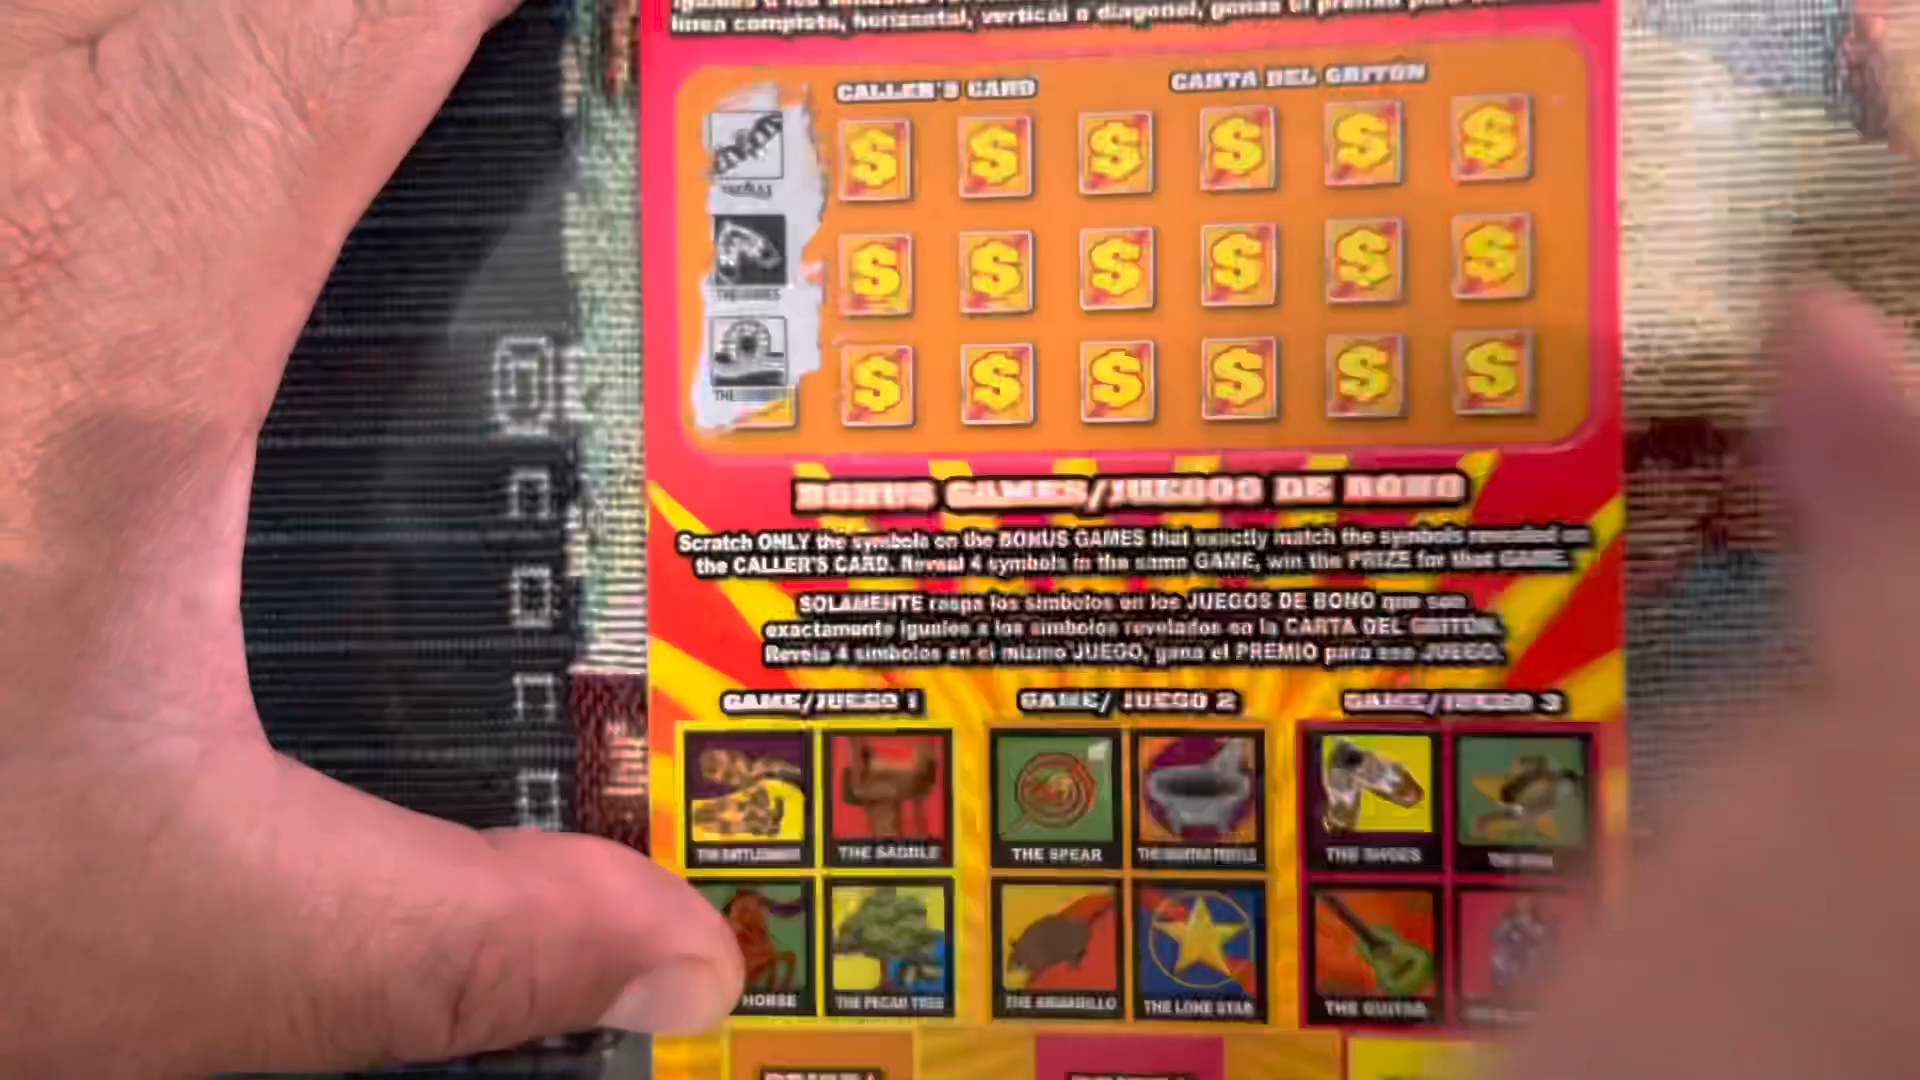 línea completa, horizontal, vertical o diagonal, ganas el premio
CALLER'S CARD
CARTA DEL GRITÓN
BONUS GAMES/JUEGOS DE BONO
Scratch ONLY the symbols on the BONUS GAMES that exactly match the symbols revealed on
the CALLER'S CARD. Reveal 4 symbols in the same GAME, win the PRIZE for that GAME.
SOLAMENTE raspa los símbolos en los JUEGOS DE BONO que son
exactamente iguales a los símbolos revelados en la CARTA DEL GRITÓN.
Revela 4 símbolos en el mismo JUEGO, gana el PREMIO para ese JUEGO.
GAME/JUEGO 1
GAME/ JUEGO 2
GAME/JUEGO 3
THE RATTLESNAKE
THE SADDLE
THE SPEAR
THE SHOES
HORSE
THE PECAN TREE
THE ARMADILLO
THE LONE STAR
THE GUITAR